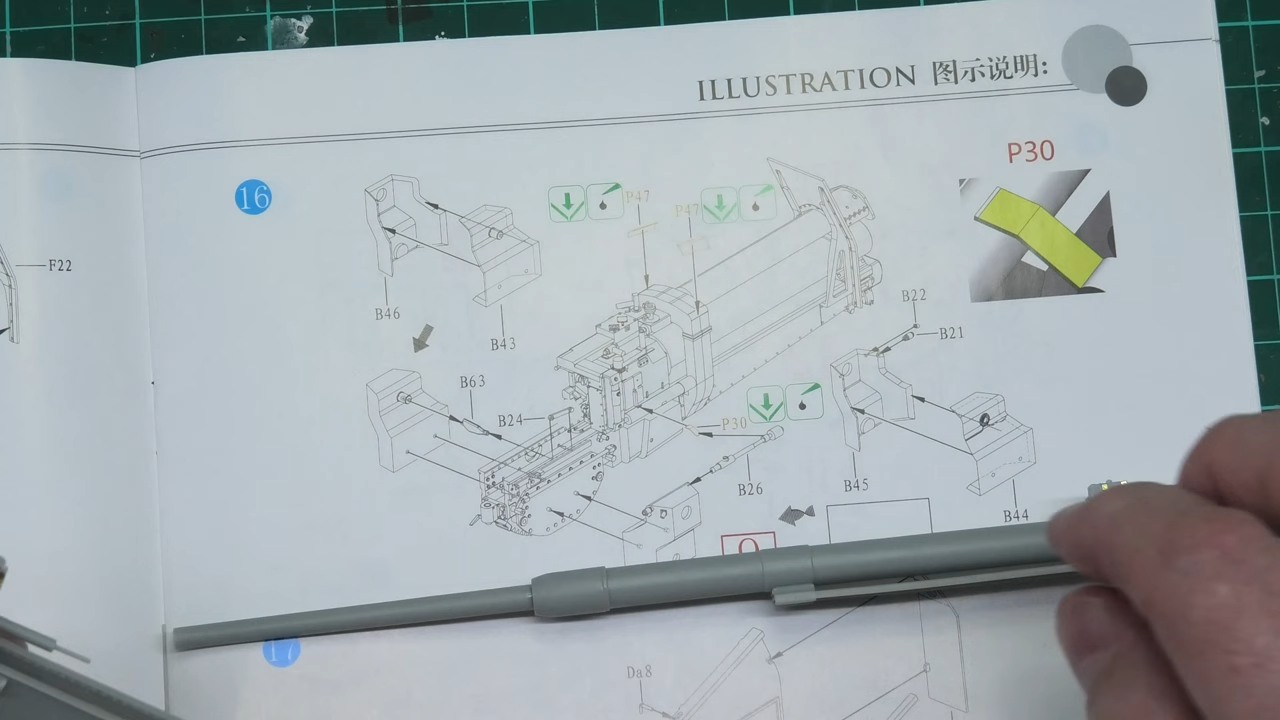 ILLUSTRATION 图示说明:
P30
16
P47
P47
F22
B22
B21
B46
B43
B63
B24
P30
B26
B45
B44
Q
17
Da8